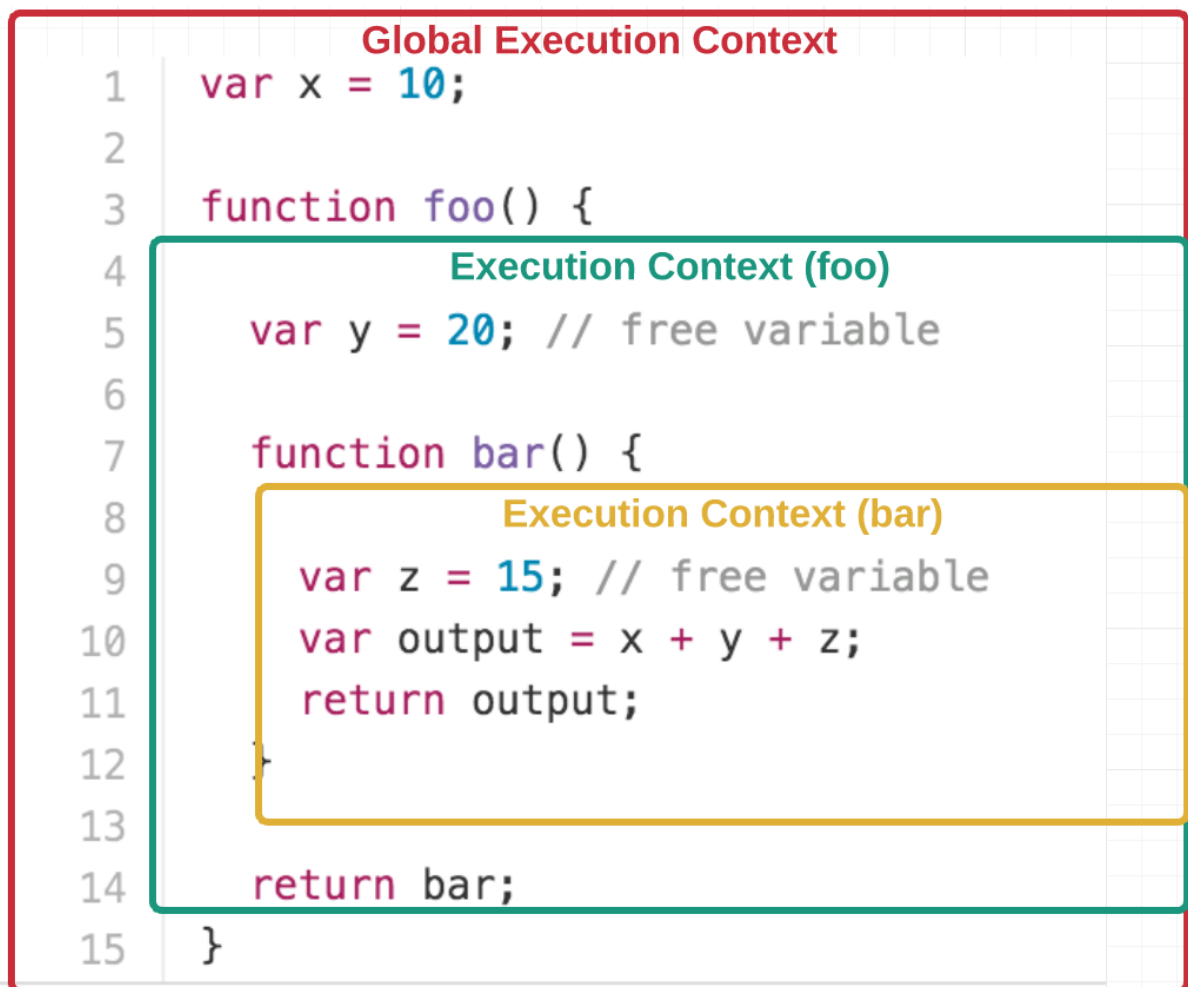 Global Execution Context
1 var x = 10;
2
3 function foo() {
4 Execution Context (foo)
5 var y = 20; // free variable
6
7 function bar() {
8 Execution Context (bar)
9 var z = 15; // free variable
10 var output = x + y + z;
11 return output;
12 }
13
14 return bar;
15 }